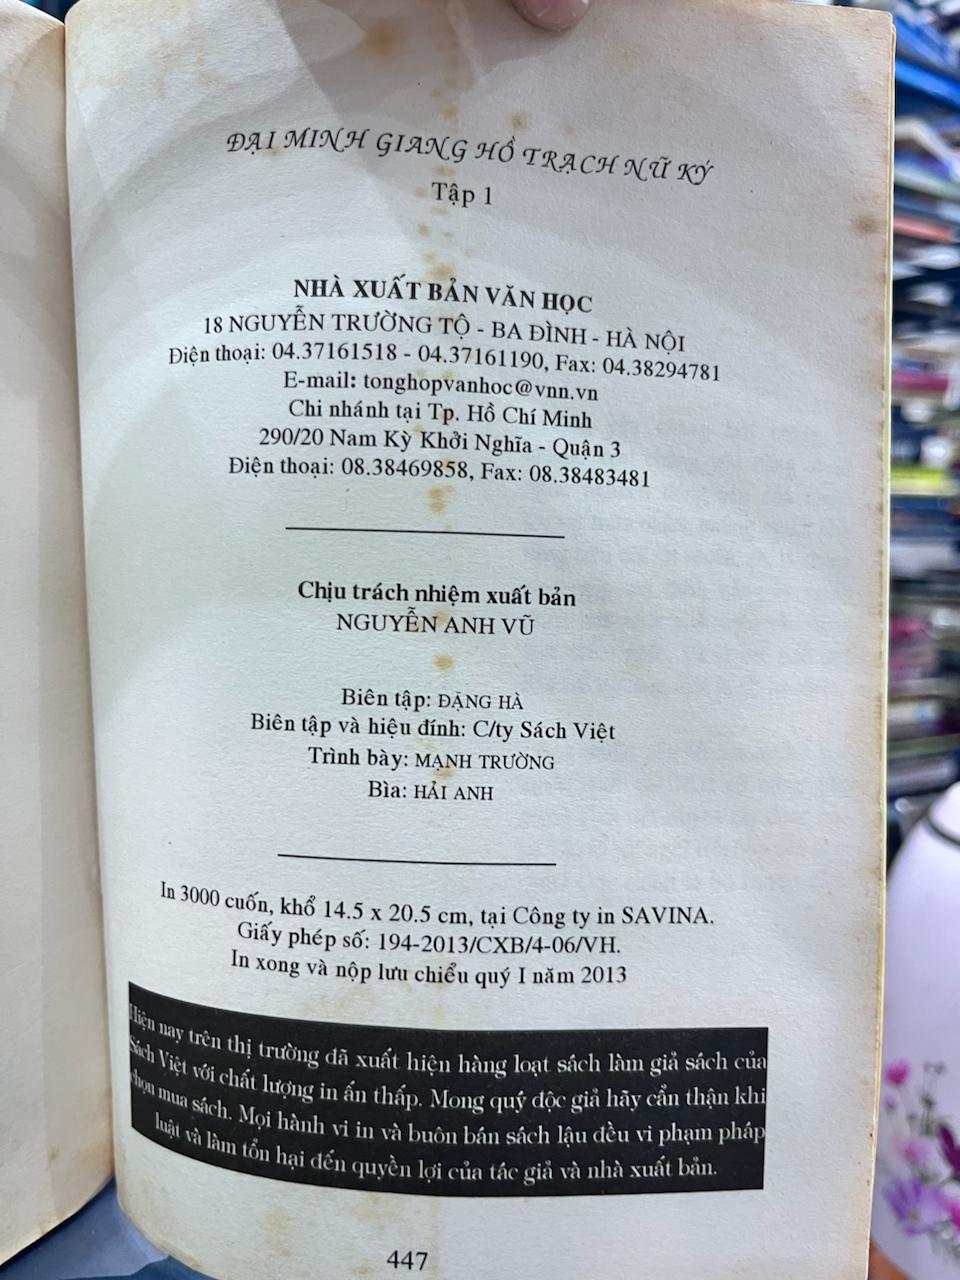 ĐẠI MINH GIANG HỒ TRẠCH NỮ KÝ
Tập 1
NHÀ XUẤT BẢN VĂN HỌC
18 NGUYỄN TRƯỜNG TỘ - BA ĐÌNH - HÀ NỘI
Điện thoại: 04.37161518 - 04.37161190, Fax: 04.38294781
E-mail: tonghopvanhoc@vnn.vn
Chi nhánh tại Tp. Hồ Chí Minh
290/20 Nam Kỳ Khởi Nghĩa - Quận 3
Điện thoại: 08.38469858, Fax: 08.38483481
Chịu trách nhiệm xuất bản
NGUYỄN ANH VŨ
Biên tập: ĐẶNG HÀ
Biên tập và hiệu đính: C/ty Sách Việt
Trình bày: MẠNH TRƯỜNG
Bìa: HẢI ANH
In 3000 cuốn, khổ 14.5 x 20.5 cm, tại Công ty in SAVINA.
Giấy phép số: 194-2013/CXB/4-06/VH.
In xong và nộp lưu chiểu quý I năm 2013
Hiện nay trên thị trường đã xuất hiện hàng loạt sách làm giả sách của
Sách Việt với chất lượng in ấn thấp. Mong quý độc giả hãy cẩn thận khi
chọn mua sách. Mọi hành vi in và buôn bán sách lậu đều vi phạm pháp
luật và làm tổn hại đến quyền lợi của tác giả và nhà xuất bản.
447